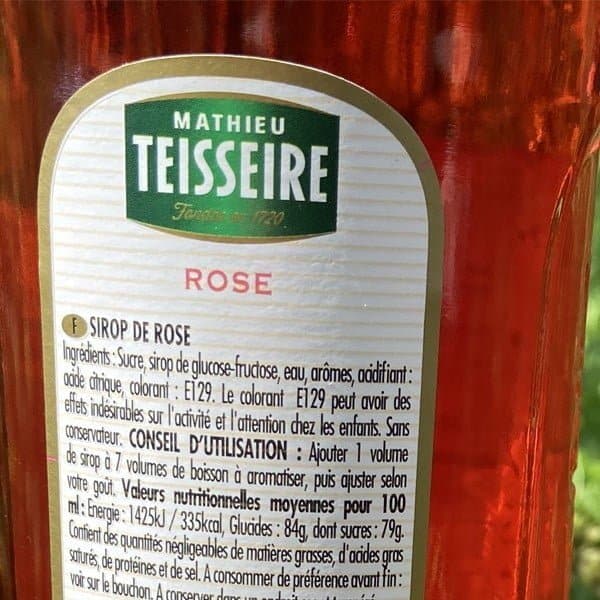 MATHIEU
TEISSEIRE
Fondée en 1720
ROSE
F SIROP DE ROSE
Ingrédients : Sucre, sirop de glucose-fructose, eau, arômes, acidifiant :
acide citrique, colorant : E129. Le colorant E129 peut avoir des
effets indésirables sur l'activité et l'attention chez les enfants. Sans
conservateur. CONSEIL D'UTILISATION : Ajouter 1 volume
de sirop à 7 volumes de boisson à aromatiser, puis ajuster selon
votre goût. Valeurs nutritionnelles moyennes pour 100
ml : Energie : 1425kJ / 335kcal, Glucides : 84g, dont sucres : 79g.
Contient des quantités négligeables de matières grasses, d'acides gras
saturés, de protéines et de sel. A consommer de préférence avant fin :
voir sur le bouchon. A conserver dans un endroit